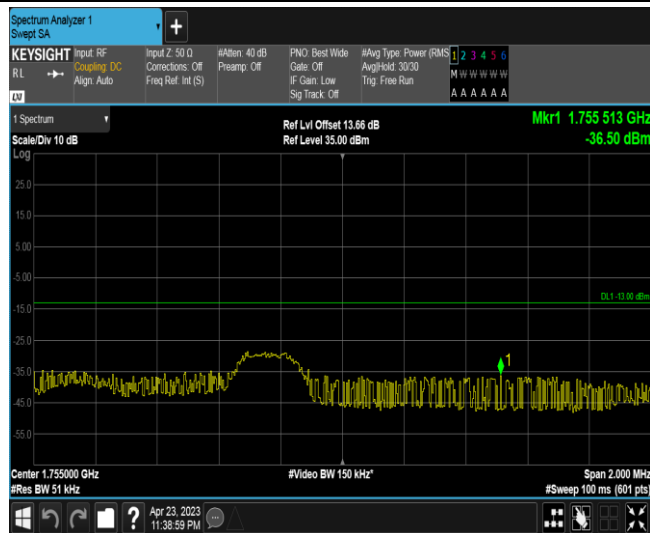 Spectrum Analyzer 1
Swept SA
+
KEYSIGHT
RL
Input: RF
Coupling: DC
Align: Auto
Input Z: 50 Ω
Corrections: Off
Freq Ref: Int (S)
#Atten: 40 dB
Preamp: Off
PNO: Best Wide
Gate: Off
IF Gain: Low
Sig Track: Off
#Avg Type: Power (RMS
Avg|Hold: 30/30
Trig: Free Run
1 2 3 4 5 6
M W W W W W
A A A A A A
1 Spectrum
Scale/Div 10 dB
Log
Ref Lvl Offset 13.66 dB
Ref Level 35.00 dBm
Mkr1 1.755 513 GHz
-36.50 dBm
25.0
15.0
5.00
-5.00
DL1 -13.00 dBm
-15.0
-25.0
1
-35.0
-45.0
-55.0
Center 1.755000 GHz
#Video BW 150 kHz*
Span 2.000 MHz
#Res BW 51 kHz
#Sweep 100 ms (601 pts)
?
Apr 23, 2023
11:38:59 PM